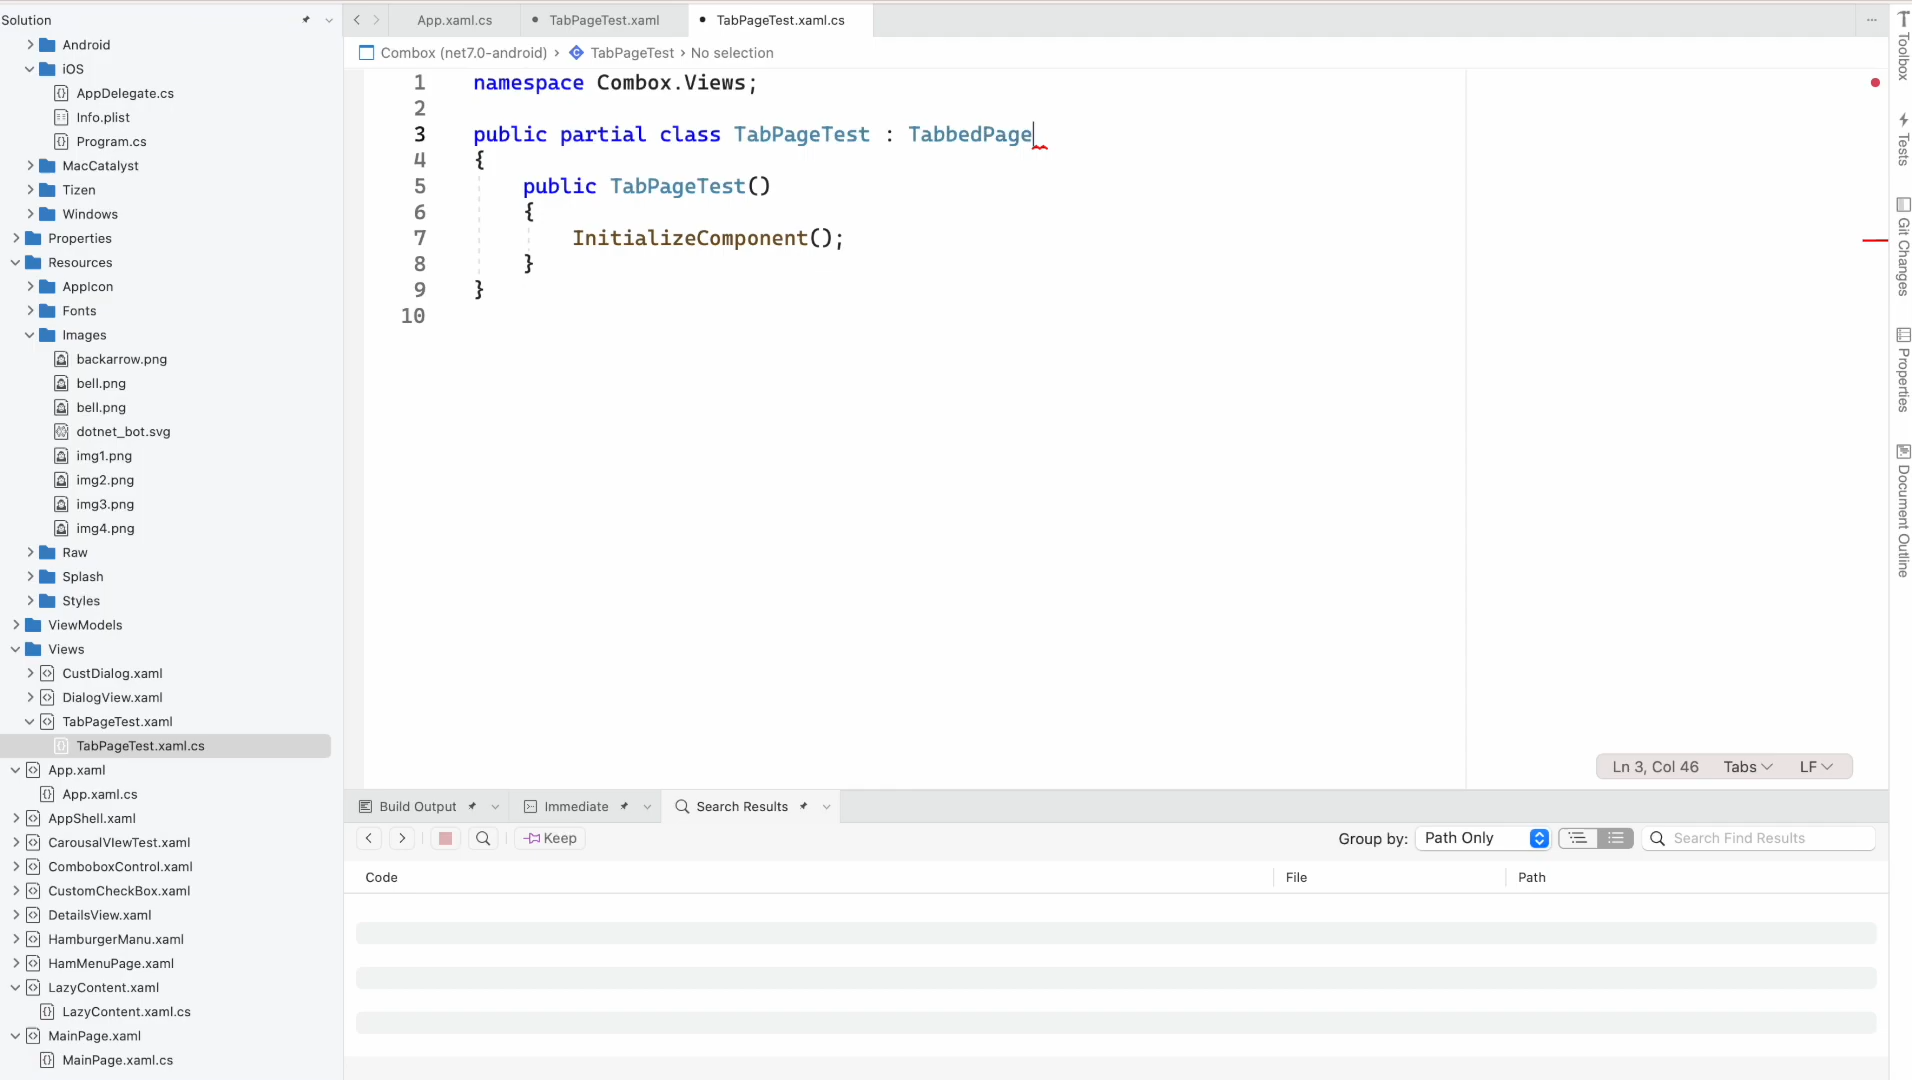 Solution
Android
iOS
AppDelegate.cs
Info.plist
Program.cs
MacCatalyst
Tizen
Windows
Properties
Resources
AppIcon
Fonts
Images
backarrow.png
bell.png
bell.png
dotnet_bot.svg
img1.png
img2.png
img3.png
img4.png
Raw
Splash
Styles
ViewModels
Views
CustDialog.xaml
DialogView.xaml
TabPageTest.xaml
TabPageTest.xaml.cs
App.xaml
App.xaml.cs
AppShell.xaml
CarousalVIewTest.xaml
ComboboxControl.xaml
CustomCheckBox.xaml
DetailsView.xaml
HamburgerManu.xaml
HamMenuPage.xaml
LazyContent.xaml
LazyContent.xaml.cs
MainPage.xaml
MainPage.xaml.cs
App.xaml.cs TabPageTest.xaml TabPageTest.xaml.cs
Combox (net7.0-android) › TabPageTest › No selection
1 namespace Combox.Views;
2
3 public partial class TabPageTest : TabbedPage
4 {
5 public TabPageTest()
6 {
7 InitializeComponent();
8 }
9 }
10
Ln 3, Col 46 Tabs LF
Build Output Immediate Search Results
Keep Group by: Path Only Search Find Results
Code File Path
Toolbox
Tests
Git Changes
Properties
Document Outline